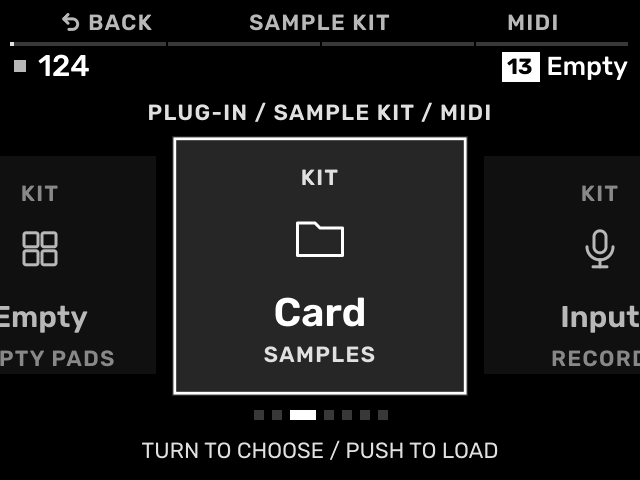 BACK SAMPLE KIT MIDI
124 13 Empty
PLUG-IN / SAMPLE KIT / MIDI
KIT KIT KIT
Empty Card Input
PTY PADS SAMPLES RECORD
TURN TO CHOOSE / PUSH TO LOAD